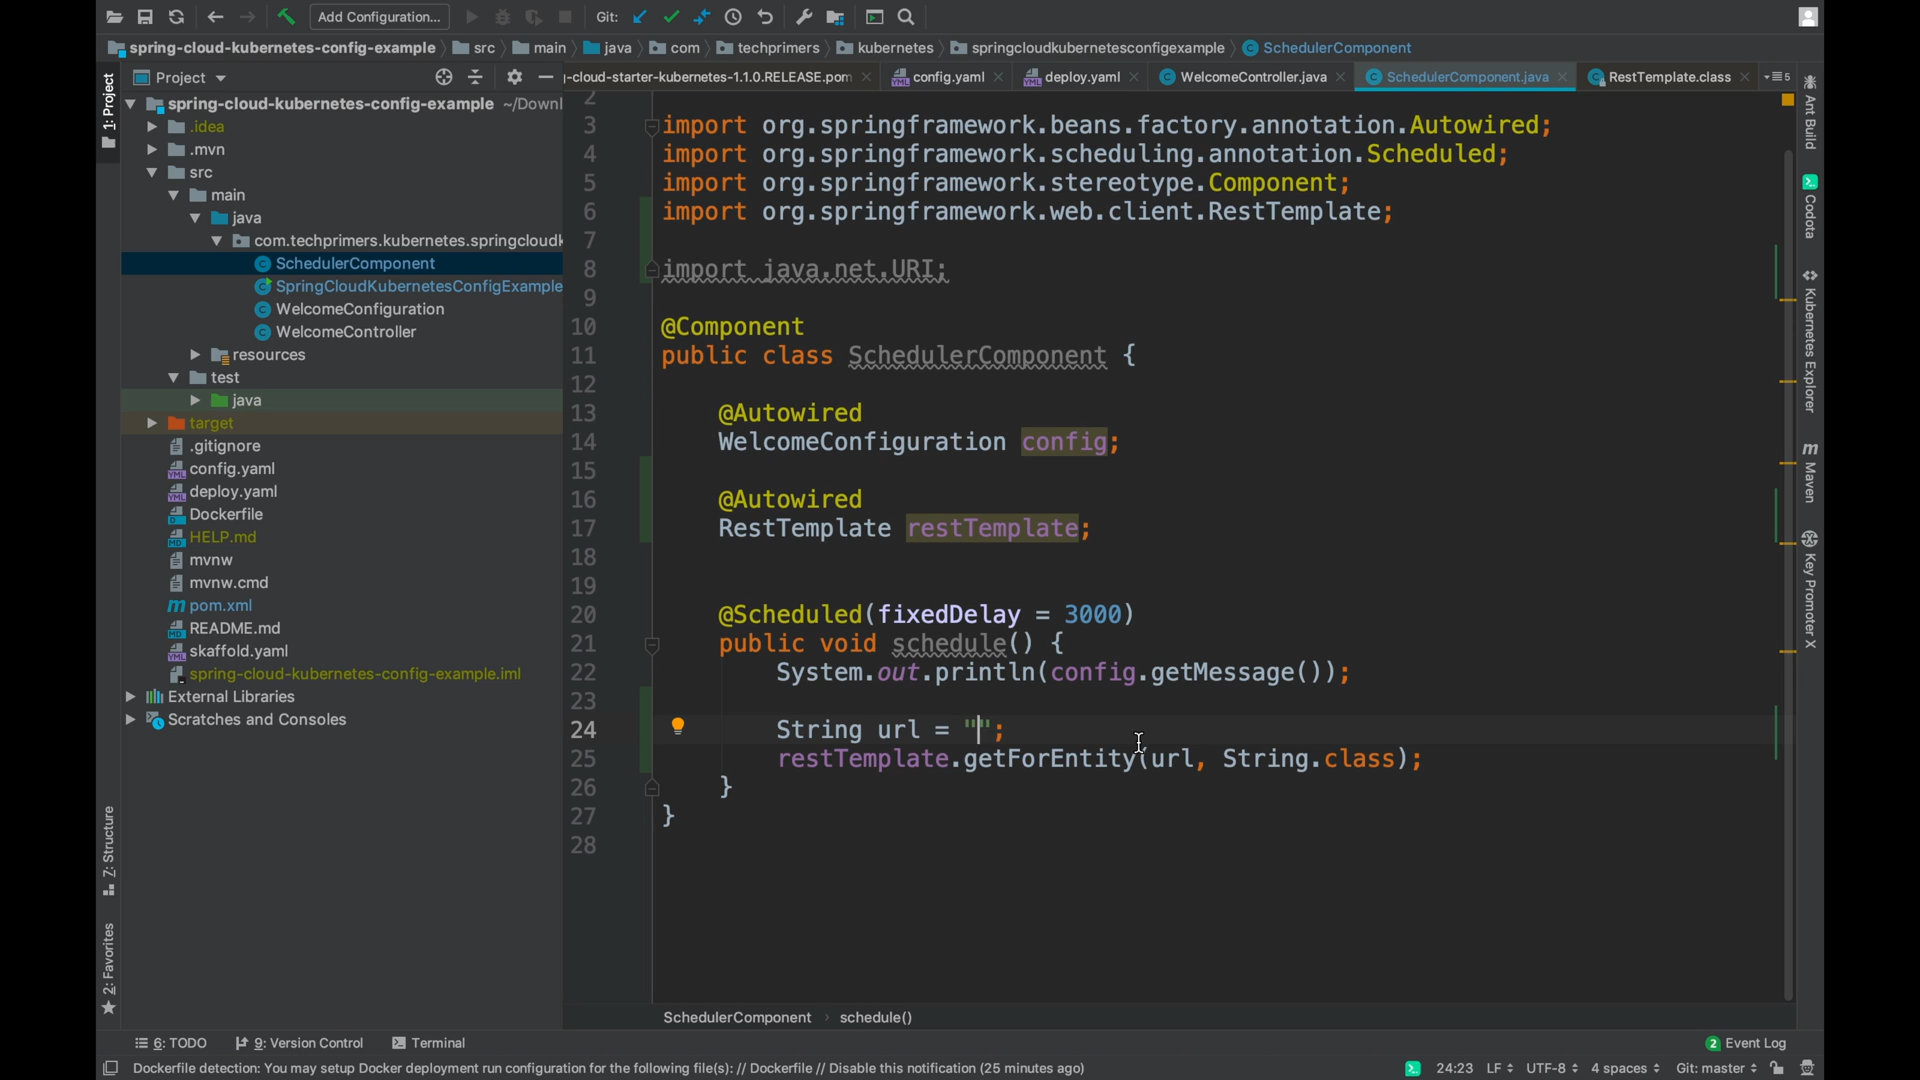 Add Configuration...
Git:
spring-cloud-kubernetes-config-example
src
main
java
com
techprimers
kubernetes
springcloudkubernetesconfigexample
SchedulerComponent
Project
-cloud-starter-kubernetes-1.1.0.RELEASE.pom
config.yaml
deploy.yaml
WelcomeController.java
SchedulerComponent.java
RestTemplate.class
5
1: Project
Z: Structure
2: Favorites
spring-cloud-kubernetes-config-example ~/Downl
.idea
.mvn
src
main
java
com.techprimers.kubernetes.springcloudk
SchedulerComponent
SpringCloudKubernetesConfigExample
WelcomeConfiguration
WelcomeController
resources
test
java
target
.gitignore
config.yaml
deploy.yaml
Dockerfile
HELP.md
mvnw
mvnw.cmd
pom.xml
README.md
skaffold.yaml
spring-cloud-kubernetes-config-example.iml
External Libraries
Scratches and Consoles
2
3 import org.springframework.beans.factory.annotation.Autowired;
4 import org.springframework.scheduling.annotation.Scheduled;
5 import org.springframework.stereotype.Component;
6 import org.springframework.web.client.RestTemplate;
7
8 import java.net.URI;
9
10 @Component
11 public class SchedulerComponent {
12
13 @Autowired
14 WelcomeConfiguration config;
15
16 @Autowired
17 RestTemplate restTemplate;
18
19
20 @Scheduled(fixedDelay = 3000)
21 public void schedule() {
22 System.out.println(config.getMessage());
23
24 String url = "";
25 restTemplate.getForEntity(url, String.class);
26 }
27 }
28
SchedulerComponent
schedule()
Ant Build
Codota
Kubernetes Explorer
Maven
Key Promoter X
6: TODO
9: Version Control
Terminal
2 Event Log
Dockerfile detection: You may setup Docker deployment run configuration for the following file(s): // Dockerfile // Disable this notification (25 minutes ago)
24:23
LF
UTF-8
4 spaces
Git: master